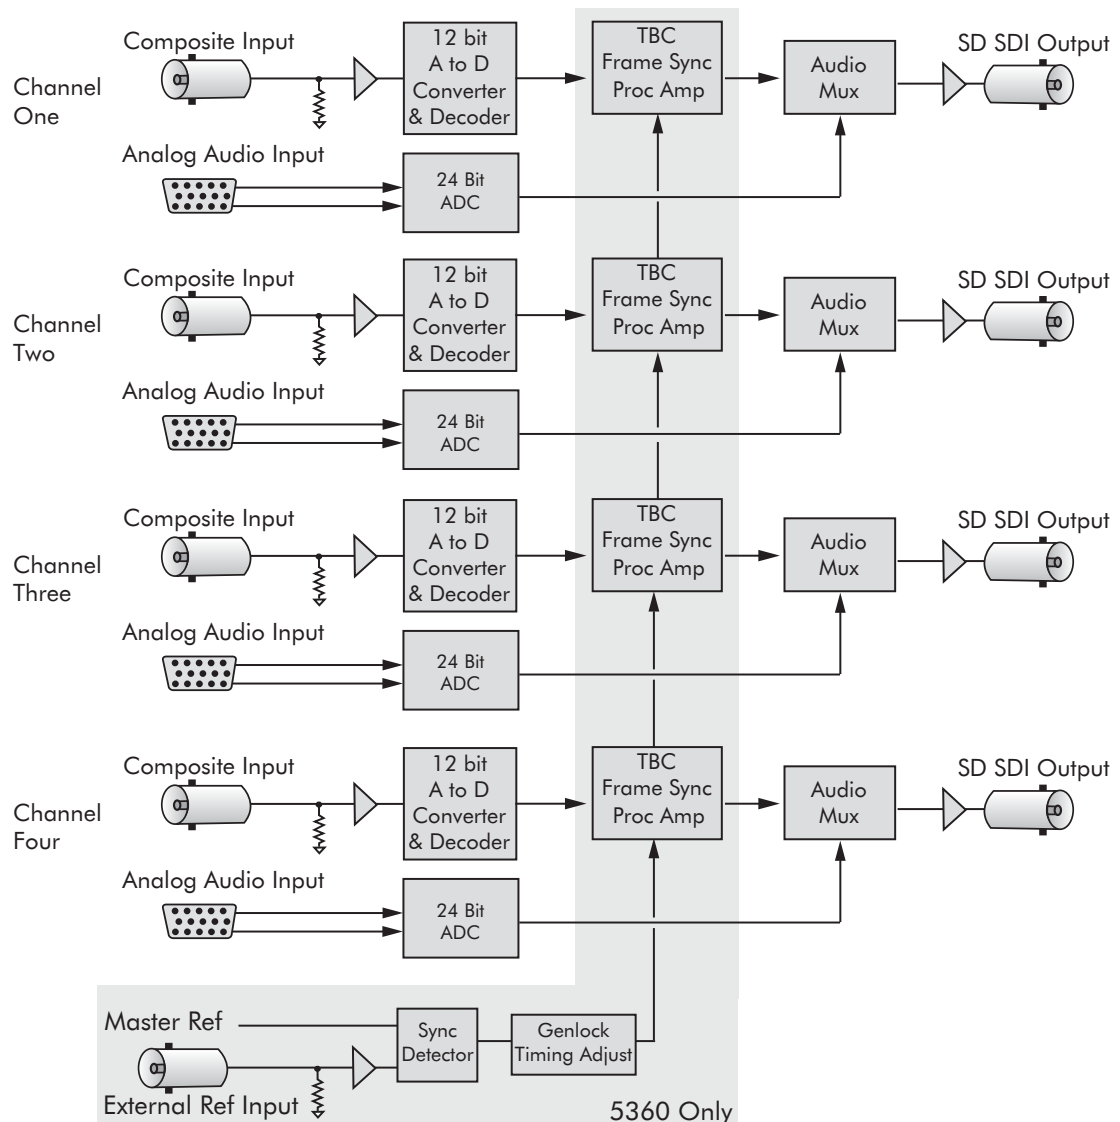 Composite Input
12 bit
A to D
Converter
& Decoder
TBC
Frame Sync
Proc Amp
Audio
Mux
SD SDI Output
Channel
One
Analog Audio Input
24 Bit
ADC
Composite Input
12 bit
A to D
Converter
& Decoder
TBC
Frame Sync
Proc Amp
Audio
Mux
SD SDI Output
Channel
Two
Analog Audio Input
24 Bit
ADC
Composite Input
12 bit
A to D
Converter
& Decoder
TBC
Frame Sync
Proc Amp
Audio
Mux
SD SDI Output
Channel
Three
Analog Audio Input
24 Bit
ADC
Composite Input
12 bit
A to D
Converter
& Decoder
TBC
Frame Sync
Proc Amp
Audio
Mux
SD SDI Output
Channel
Four
Analog Audio Input
24 Bit
ADC
Master Ref
Sync
Detector
Genlock
Timing Adjust
External Ref Input
5360 Only